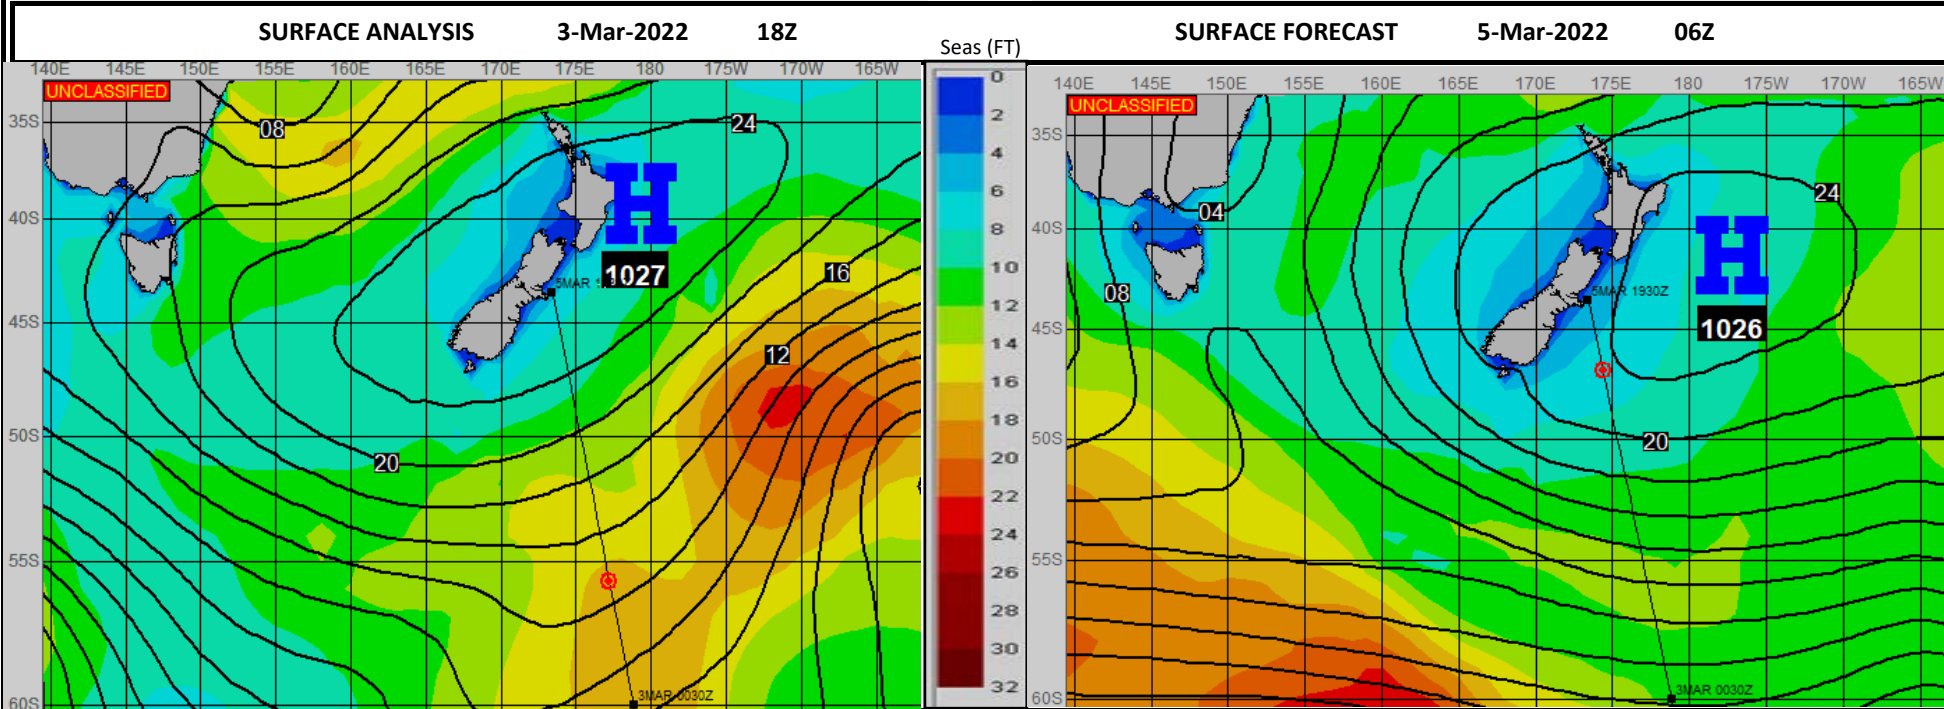 SURFACE ANALYSIS 3-Mar-2022 18Z
SURFACE FORECAST 5-Mar-2022 06Z
Seas (FT)
140E 145E 150E 155E 160E 165E 170E 175E 180 175W 170W 165W
UNCLASSIFIED
35S
40S
45S
50S
55S
60S
08
24
H
1027
16
5MAR
12
20
3MAR 0030Z
0
2
4
6
8
10
12
14
16
18
20
22
24
26
28
30
32
140E 145E 150E 155E 160E 165E 170E 175E 180 175W 170W 165W
UNCLASSIFIED
35S
40S
45S
50S
55S
60S
04
24
H
08
5MAR 1930Z
1026
20
3MAR 0030Z